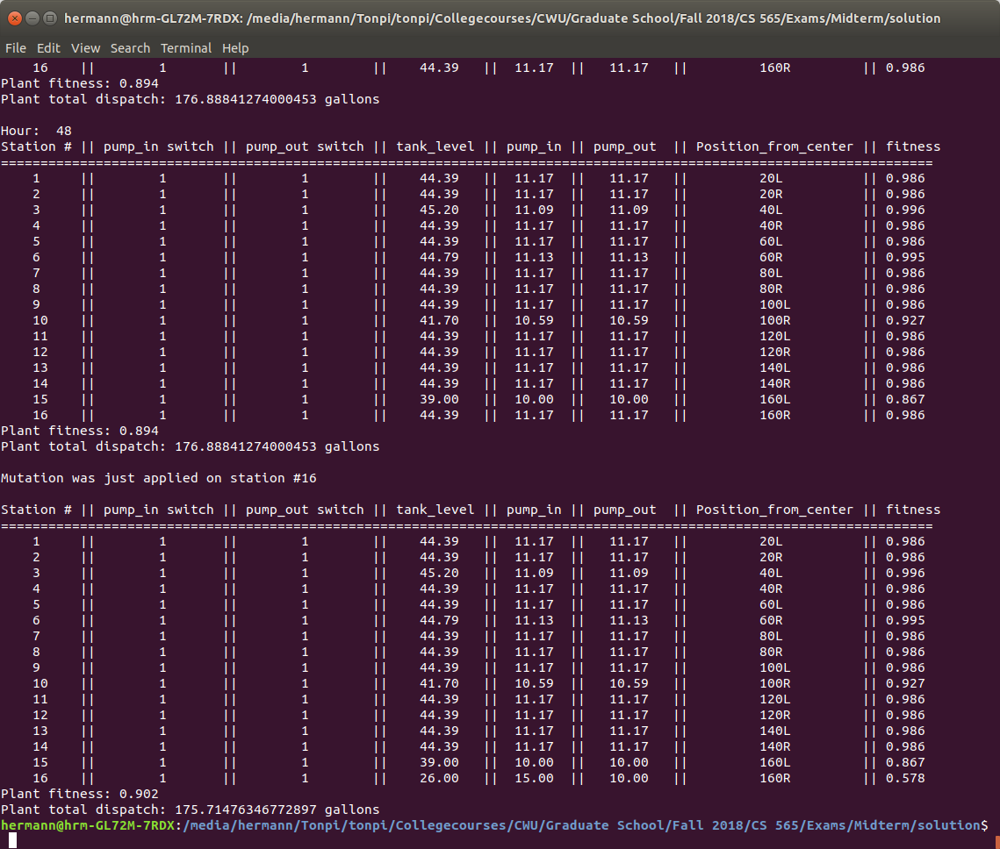 hermann@hrm-GL72M-7RDX: /media/hermann/Tonpi/tonpi/Collegecourses/CWU/Graduate School/Fall 2018/CS 565/Exams/Midterm/solution
File Edit View Search Terminal Help
16 || 1 || 1 || 44.39 || 11.17 || 11.17 || 160R || 0.986
Plant fitness: 0.894
Plant total dispatch: 176.88841274000453 gallons
Hour: 48
Station # || pump_in switch || pump_out switch || tank_level || pump_in || pump_out || Position_from_center || fitness
======================================================================================================================
1 || 1 || 1 || 44.39 || 11.17 || 11.17 || 20L || 0.986
2 || 1 || 1 || 44.39 || 11.17 || 11.17 || 20R || 0.986
3 || 1 || 1 || 45.20 || 11.09 || 11.09 || 40L || 0.996
4 || 1 || 1 || 44.39 || 11.17 || 11.17 || 40R || 0.986
5 || 1 || 1 || 44.39 || 11.17 || 11.17 || 60L || 0.986
6 || 1 || 1 || 44.79 || 11.13 || 11.13 || 60R || 0.995
7 || 1 || 1 || 44.39 || 11.17 || 11.17 || 80L || 0.986
8 || 1 || 1 || 44.39 || 11.17 || 11.17 || 80R || 0.986
9 || 1 || 1 || 44.39 || 11.17 || 11.17 || 100L || 0.986
10 || 1 || 1 || 41.70 || 10.59 || 10.59 || 100R || 0.927
11 || 1 || 1 || 44.39 || 11.17 || 11.17 || 120L || 0.986
12 || 1 || 1 || 44.39 || 11.17 || 11.17 || 120R || 0.986
13 || 1 || 1 || 44.39 || 11.17 || 11.17 || 140L || 0.986
14 || 1 || 1 || 44.39 || 11.17 || 11.17 || 140R || 0.986
15 || 1 || 1 || 39.00 || 10.00 || 10.00 || 160L || 0.867
16 || 1 || 1 || 44.39 || 11.17 || 11.17 || 160R || 0.986
Plant fitness: 0.894
Plant total dispatch: 176.88841274000453 gallons
Mutation was just applied on station #16
Station # || pump_in switch || pump_out switch || tank_level || pump_in || pump_out || Position_from_center || fitness
======================================================================================================================
1 || 1 || 1 || 44.39 || 11.17 || 11.17 || 20L || 0.986
2 || 1 || 1 || 44.39 || 11.17 || 11.17 || 20R || 0.986
3 || 1 || 1 || 45.20 || 11.09 || 11.09 || 40L || 0.996
4 || 1 || 1 || 44.39 || 11.17 || 11.17 || 40R || 0.986
5 || 1 || 1 || 44.39 || 11.17 || 11.17 || 60L || 0.986
6 || 1 || 1 || 44.79 || 11.13 || 11.13 || 60R || 0.995
7 || 1 || 1 || 44.39 || 11.17 || 11.17 || 80L || 0.986
8 || 1 || 1 || 44.39 || 11.17 || 11.17 || 80R || 0.986
9 || 1 || 1 || 44.39 || 11.17 || 11.17 || 100L || 0.986
10 || 1 || 1 || 41.70 || 10.59 || 10.59 || 100R || 0.927
11 || 1 || 1 || 44.39 || 11.17 || 11.17 || 120L || 0.986
12 || 1 || 1 || 44.39 || 11.17 || 11.17 || 120R || 0.986
13 || 1 || 1 || 44.39 || 11.17 || 11.17 || 140L || 0.986
14 || 1 || 1 || 44.39 || 11.17 || 11.17 || 140R || 0.986
15 || 1 || 1 || 39.00 || 10.00 || 10.00 || 160L || 0.867
16 || 1 || 1 || 26.00 || 15.00 || 10.00 || 160R || 0.578
Plant fitness: 0.902
Plant total dispatch: 175.71476346772897 gallons
hermann@hrm-GL72M-7RDX:/media/hermann/Tonpi/tonpi/Collegecourses/CWU/Graduate School/Fall 2018/CS 565/Exams/Midterm/solution$